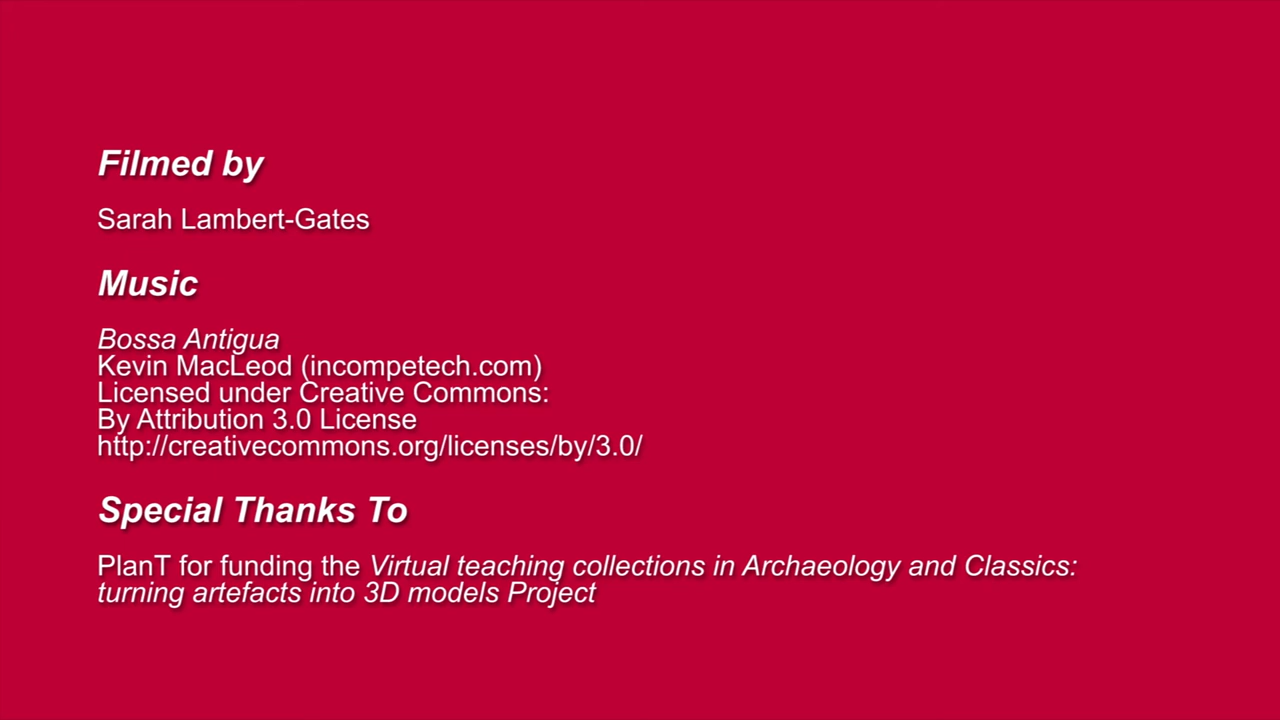 Filmed by
Sarah Lambert-Gates
Music
Bossa Antigua
Kevin MacLeod (incompetech.com)
Licensed under Creative Commons:
By Attribution 3.0 License
http://creativecommons.org/licenses/by/3.0/
Special Thanks To
PlanT for funding the Virtual teaching collections in Archaeology and Classics:
turning artefacts into 3D models Project